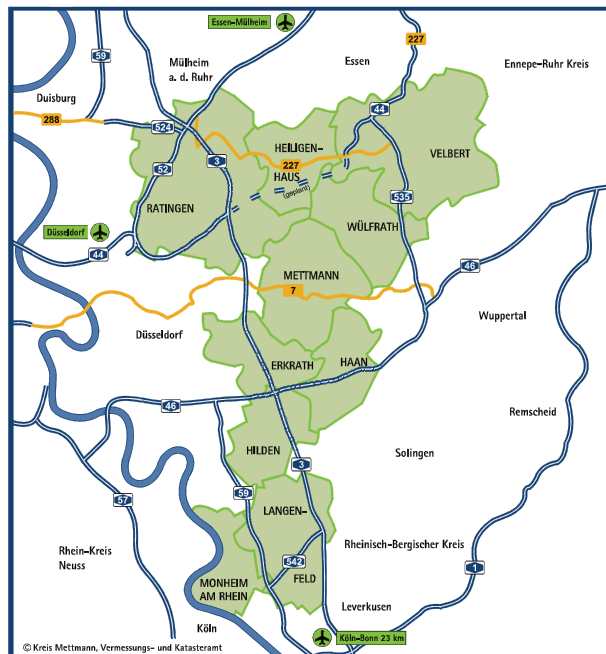 Essen-Mülheim
227
59
Mülheim
a. d. Ruhr
Essen
Ennepe-Ruhr Kreis
Duisburg
44
288
524
HEILIGEN-
VELBERT
3
227
52
HAUS
(geplant)
535
RATINGEN
WÜLFRATH
Düsseldorf
44
46
METTMANN
7
Wuppertal
Düsseldorf
ERKRATH
HAAN
46
Remscheid
HILDEN
Solingen
3
59
57
LANGEN-
Rhein-Kreis
Neuss
Rheinisch-Bergischer Kreis
542
1
MONHEIM
AM RHEIN
FELD
Leverkusen
Köln
Köln-Bonn 23 km
© Kreis Mettmann, Vermessungs- und Katasteramt